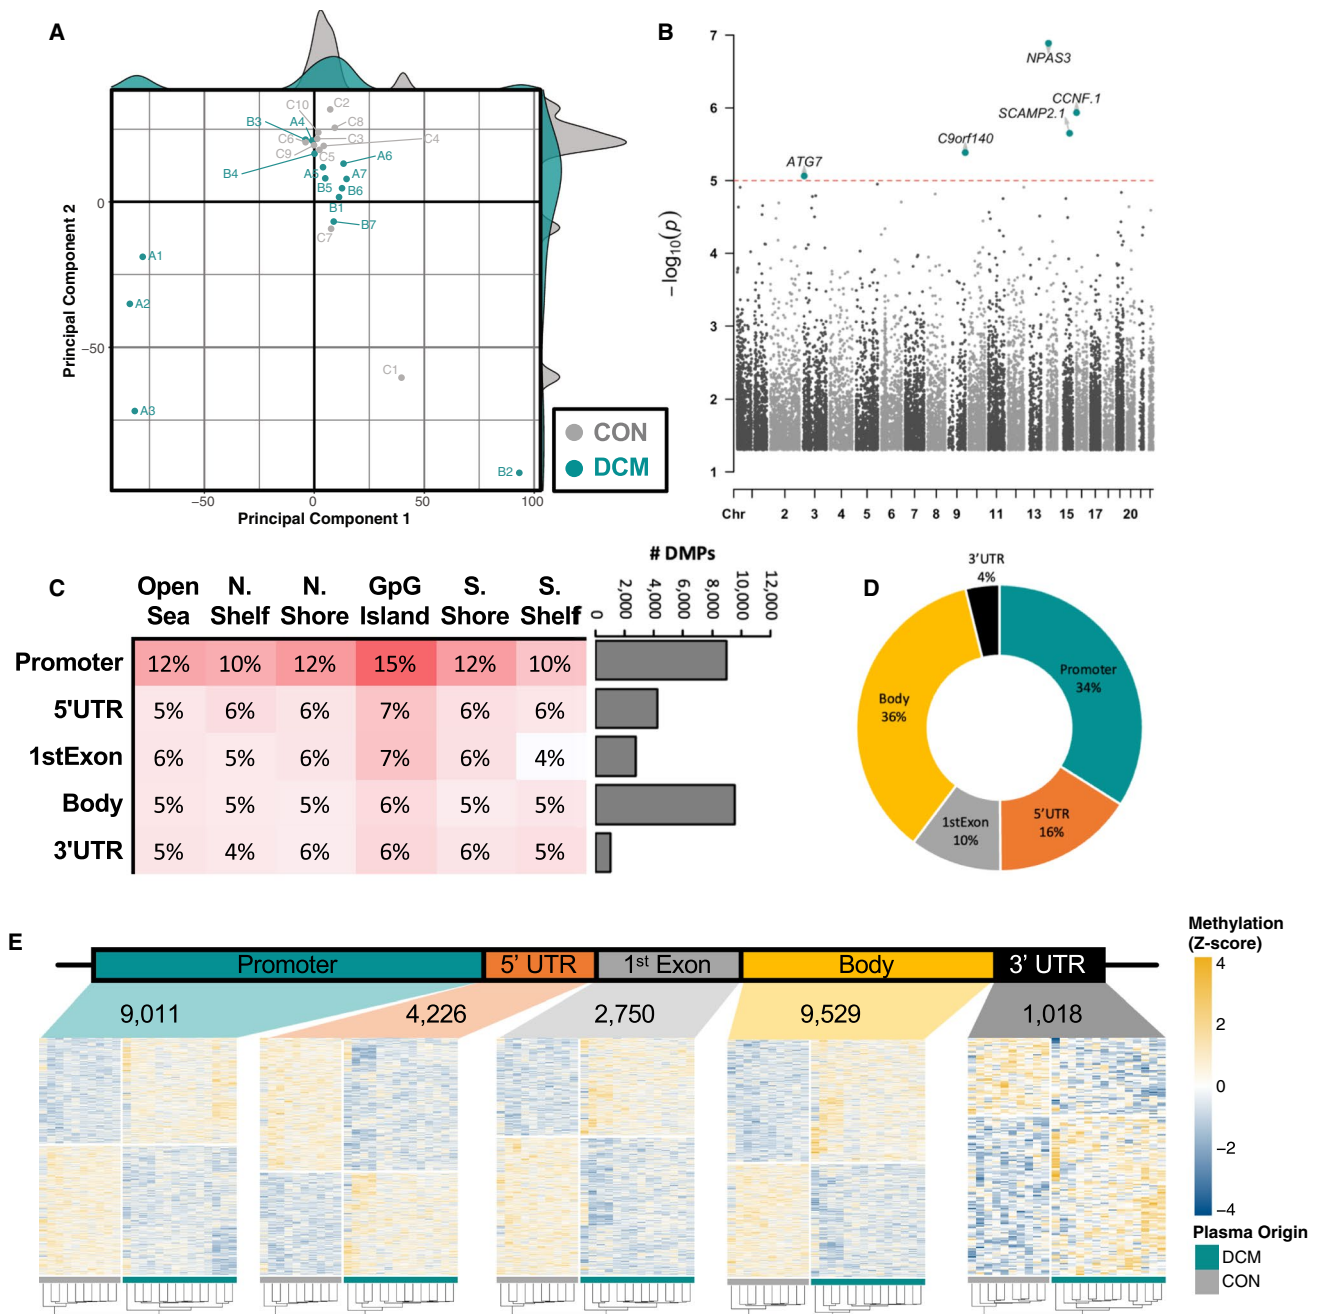 A
C10
C2
B3
A4
C8
C6
C3
C4
C9
C5
A6
B4
A5
A7
B5
B6
B1
B7
C7
A1
A2
A3
C1
B2
0
−50
−50
0
50
100
Principal Component 2
Principal Component 1
CON
DCM
B
7
6
5
4
3
2
1
−log₁₀(p)
NPAS3
CCNF.1
SCAMP2.1
C9orf140
ATG7
Chr 2 3 4 5 6 7 8 9 11 13 15 17 20
C
Open Sea
N. Shelf
N. Shore
GpG Island
S. Shore
S. Shelf
# DMPs
0 2,000 4,000 6,000 8,000 10,000 12,000
Promoter 12% 10% 12% 15% 12% 10%
5'UTR 5% 6% 6% 7% 6% 6%
1stExon 6% 5% 6% 7% 6% 4%
Body 5% 5% 5% 6% 5% 5%
3'UTR 5% 4% 6% 6% 6% 5%
D
3'UTR
4%
Promoter
34%
Body
36%
5'UTR
16%
1stExon
10%
E
Promoter 5' UTR 1st Exon Body 3' UTR
9,011 4,226 2,750 9,529 1,018
Methylation
(Z-score)
4
2
0
−2
−4
Plasma Origin
DCM
CON